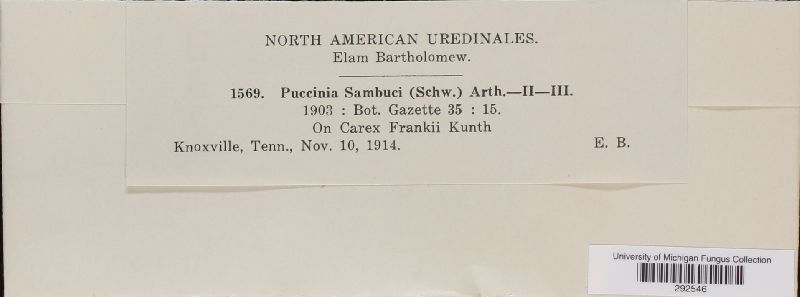 NORTH AMERICAN UREDINALES.
Elam Bartholomew.
1569. Puccinia Sambuci (Schw.) Arth.—II—III.
1903 : Bot. Gazette 35 : 15.
On Carex Frankii Kunth
Knoxville, Tenn., Nov. 10, 1914. E. B.
University of Michigan Fungus Collection
292546